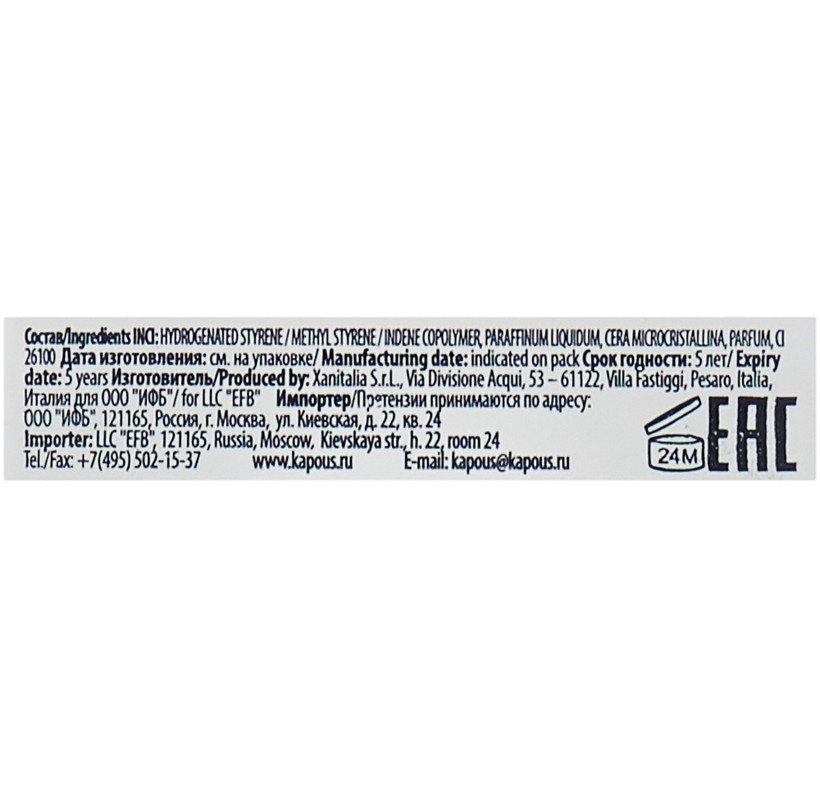 Состав/Ingredients INCI: HYDROGENATED STYRENE / METHYL STYRENE / INDENE COPOLYMER, PARAFFINUM LIQUIDUM, CERA MICROCRISTALLINA, PARFUM, CI
26100 Дата изготовления: см. на упаковке/ Manufacturing date: indicated on pack Срок годности: 5 лет/ Expiry
date: 5 years Изготовитель/Produced by: Xanitalia S.r.L., Via Divisione Acqui, 53 – 61122, Villa Fastiggi, Pesaro, Italia,
Италия для ООО "ИФБ"/ for LLC "EFB" Импортер/Претензии принимаются по адресу:
ООО "ИФБ", 121165, Россия, г. Москва, ул. Киевская, д. 22, кв. 24
Importer: LLC "EFB", 121165, Russia, Moscow, Kievskaya str., h. 22, room 24
Tel./Fax: +7(495) 502-15-37 www.kapous.ru E-mail: kapous@kapous.ru
24M EAC